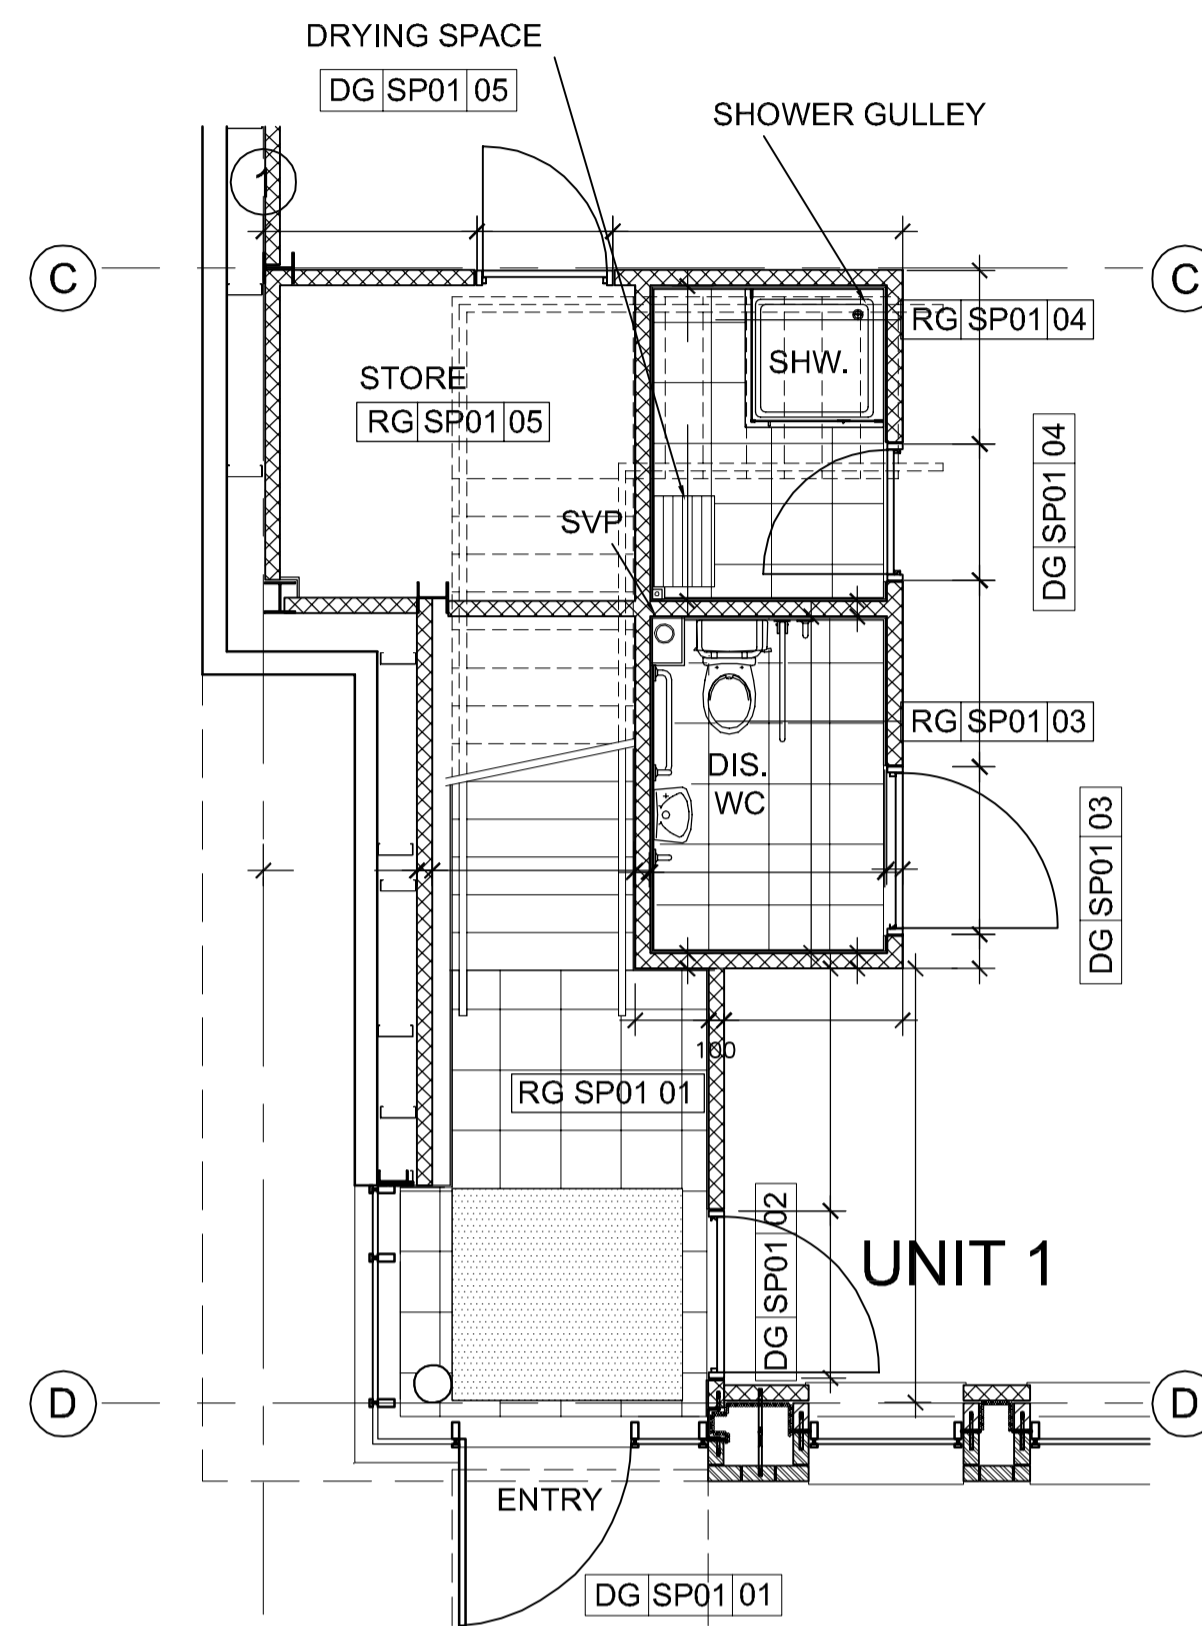 DRYING SPACE
DG SP01 05
SHOWER GULLEY
1
C
C
RG SP01 04
SHW.
STORE
RG SP01 05
DG SP01 04
SVP
RG SP01 03
DIS.
WC
DG SP01 03
100
RG SP01 01
DG SP01 02
UNIT 1
D
D
ENTRY
DG SP01 01